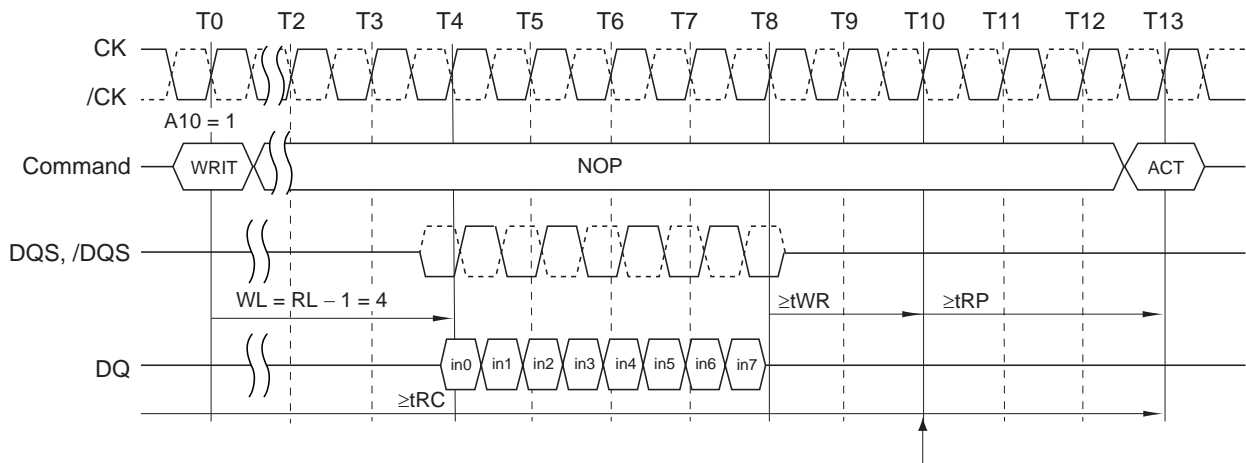 T0 T2 T3 T4 T5 T6 T7 T8 T9 T10 T11 T12 T13
CK
/CK
A10 = 1
Command WRIT NOP ACT
DQS, /DQS
WL = RL − 1 = 4 ≥tWR ≥tRP
DQ in0 in1 in2 in3 in4 in5 in6 in7
≥tRC